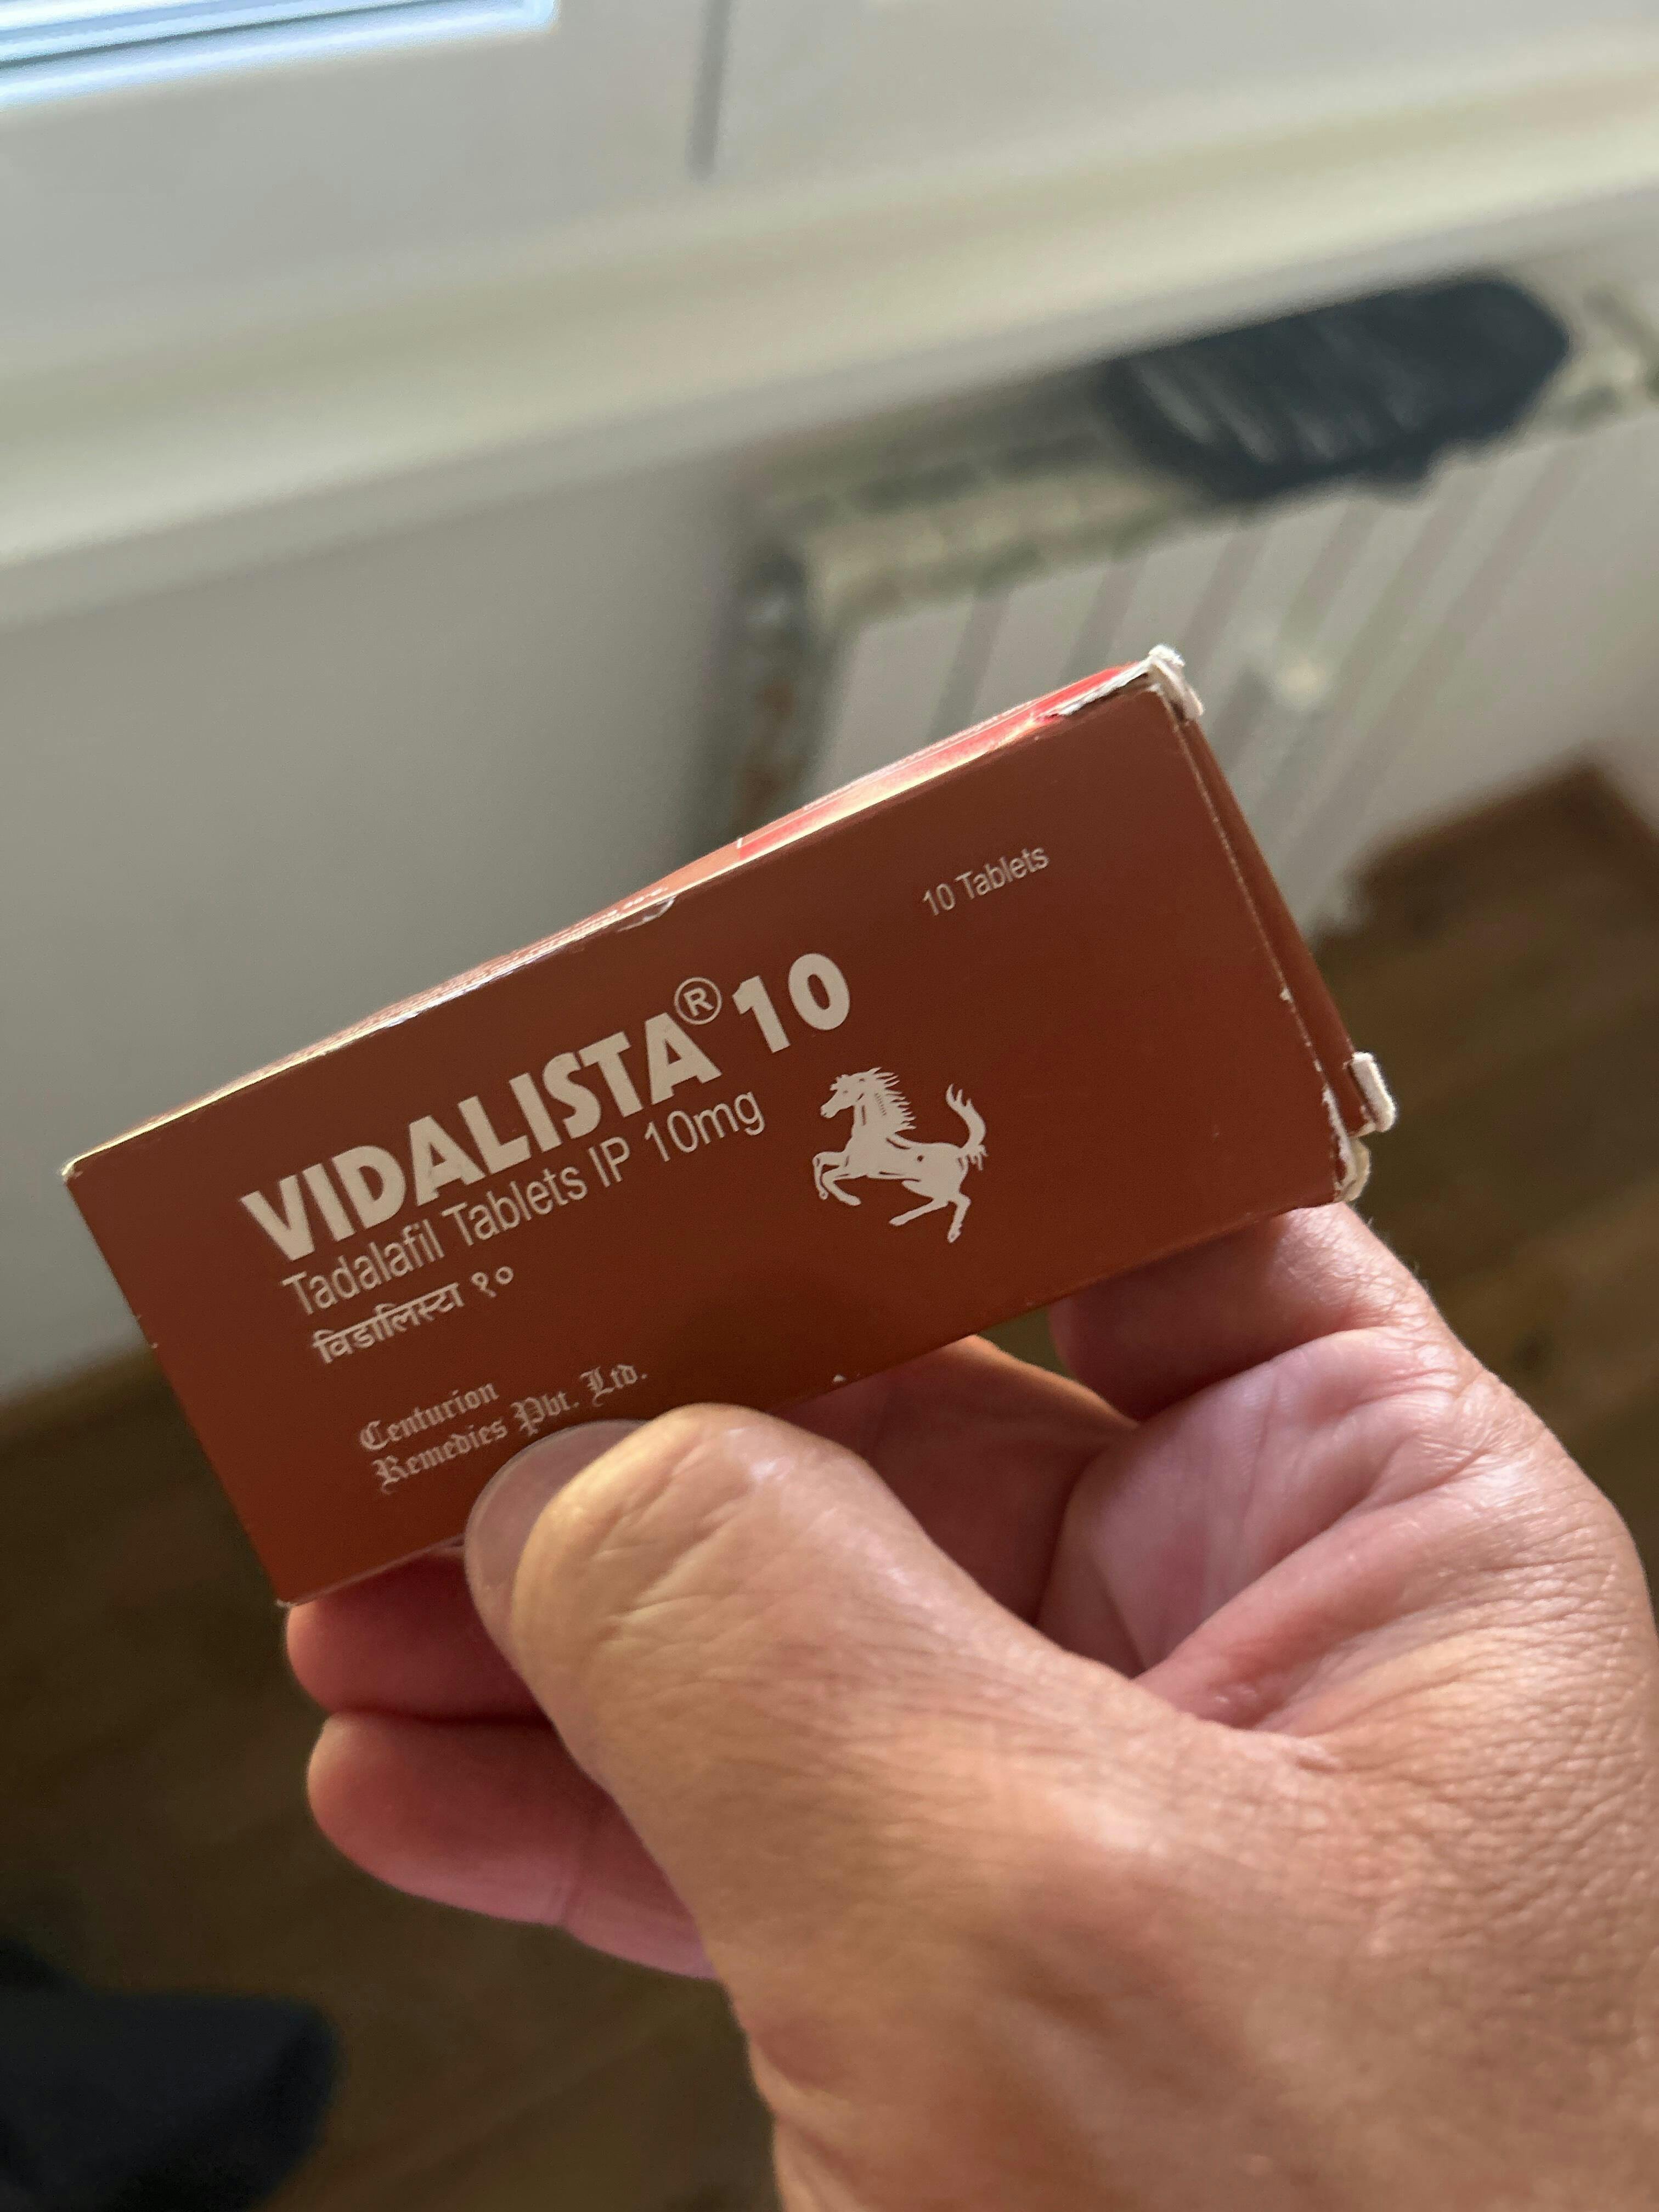 10 Tablets
VIDALISTA® 10
Tadalafil Tablets IP 10mg
विडालिस्टा १०
Centurion
Remedies Pvt. Ltd.